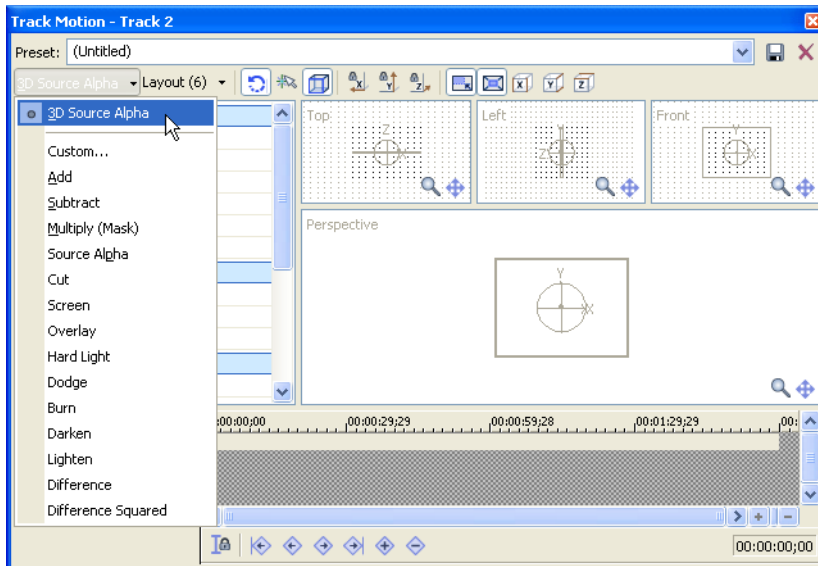 Track Motion - Track 2
Preset: (Untitled)
3D Source Alpha Layout (6) X Y Z X Y Z
3D Source Alpha
Custom...
Add
Subtract
Multiply (Mask)
Source Alpha
Cut
Screen
Overlay
Hard Light
Dodge
Burn
Darken
Lighten
Difference
Difference Squared
Top
Z
X
Left
Y
Z
Front
Y
X
Perspective
Y
X
:00:00;00 00:00:29;29 00:00:59;28 00:01:29;29 00:
00:00:00;00